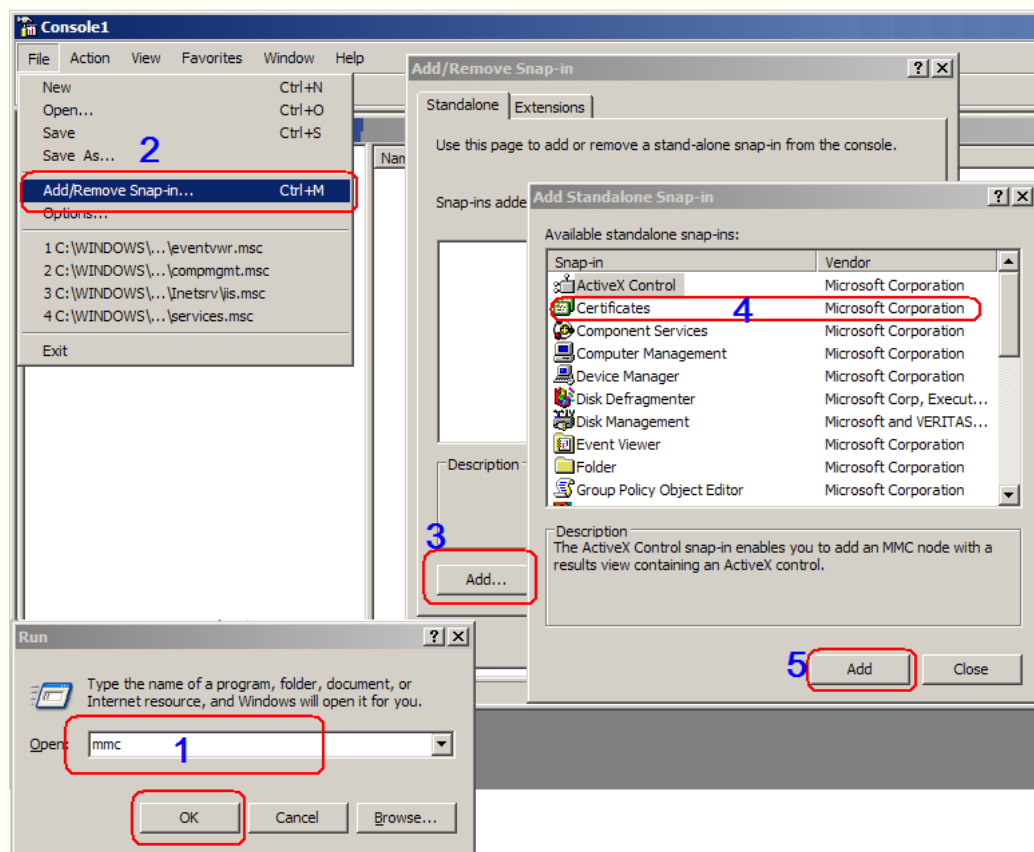 Console1
File Action View Favorites Window Help
New Ctrl+N
Open... Ctrl+O
Save Ctrl+S
Save As...
2
Add/Remove Snap-in... Ctrl+M
Options...
1 C:\WINDOWS\...\eventvwr.msc
2 C:\WINDOWS\...\compmgmt.msc
3 C:\WINDOWS\...\Inetsrv\iis.msc
4 C:\WINDOWS\...\services.msc
Exit
Add/Remove Snap-in
Standalone Extensions
Use this page to add or remove a stand-alone snap-in from the console.
Snap-ins
Description
3
Add...
Add Standalone Snap-in
Available standalone snap-ins:
Snap-in Vendor
ActiveX Control Microsoft Corporation
Certificates 4 Microsoft Corporation
Component Services Microsoft Corporation
Computer Management Microsoft Corporation
Device Manager Microsoft Corporation
Disk Defragmenter Microsoft Corp, Execut...
Disk Management Microsoft and VERITAS...
Event Viewer Microsoft Corporation
Folder Microsoft Corporation
Group Policy Object Editor Microsoft Corporation
Description
The ActiveX Control snap-in enables you to add an MMC node with a
results view containing an ActiveX control.
5
Add Close
Run
Type the name of a program, folder, document, or
Internet resource, and Windows will open it for you.
Open: mmc
1
OK Cancel Browse...